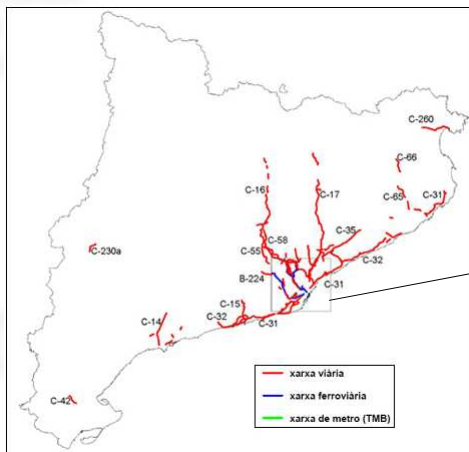 C-260
C-66
C-16
C-17
C-65
C-31
C-35
C-58
C-230a
C-55
C-32
B-224
C-31
C-15
C-14
C-32
C-31
xarxa viària
xarxa ferroviària
C-42
xarxa de metro (TMB)